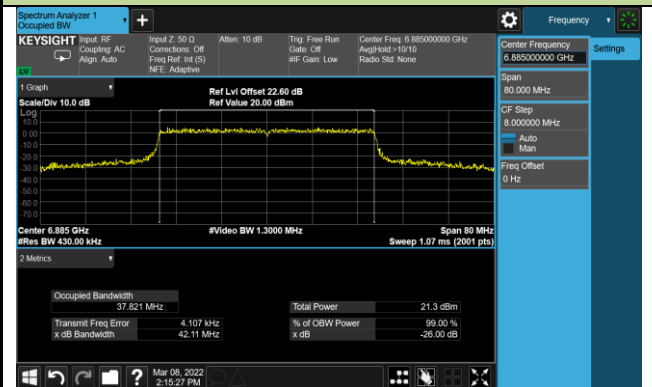 Spectrum Analyzer 1
Occupied BW
Frequency
KEYSIGHT
Input: RF
Coupling: AC
Align: Auto
Input Z: 50 Ω
Corrections: Off
Freq Ref: Int (S)
NFE: Adaptive
Atten: 10 dB
Trig: Free Run
Gate: Off
#IF Gain: Low
Center Freq: 6.885000000 GHz
Avg|Hold:>10/10
Radio Std: None
Center Frequency
6.885000000 GHz
Settings
Span
80.000 MHz
CF Step
8.000000 MHz
Auto
Man
Freq Offset
0 Hz
1 Graph
Scale/Div 10.0 dB
Ref Lvl Offset 22.60 dB
Ref Value 20.00 dBm
Log
10.0
0.00
-10.0
-20.0
-30.0
-40.0
-50.0
-60.0
-70.0
Center 6.885 GHz
#Res BW 430.00 kHz
#Video BW 1.3000 MHz
Span 80 MHz
Sweep 1.07 ms (2001 pts)
2 Metrics
Occupied Bandwidth
37.821 MHz
Total Power 21.3 dBm
Transmit Freq Error 4.107 kHz
% of OBW Power 99.00 %
x dB Bandwidth 42.11 MHz
x dB -26.00 dB
?
Mar 08, 2022
2:15:27 PM